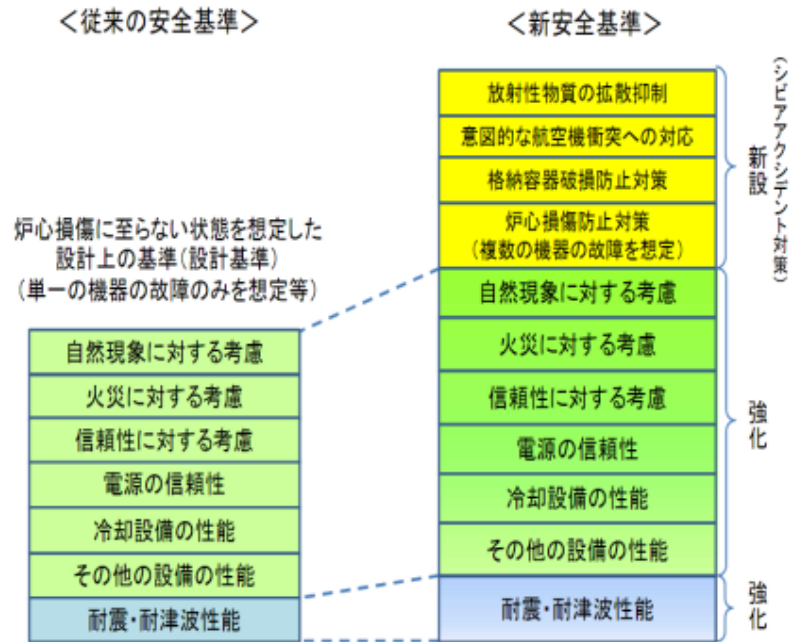 <従来の安全基準>
炉心損傷に至らない状態を想定した
設計上の基準(設計基準)
(単一の機器の故障のみを想定等)
自然現象に対する考慮
火災に対する考慮
信頼性に対する考慮
電源の信頼性
冷却設備の性能
その他の設備の性能
耐震・耐津波性能
<新安全基準>
放射性物質の拡散抑制
意図的な航空機衝突への対応
格納容器破損防止対策
炉心損傷防止対策
(複数の機器の故障を想定)
自然現象に対する考慮
火災に対する考慮
信頼性に対する考慮
電源の信頼性
冷却設備の性能
その他の設備の性能
耐震・耐津波性能
新設
(シビアアクシデント対策)
強化
強化